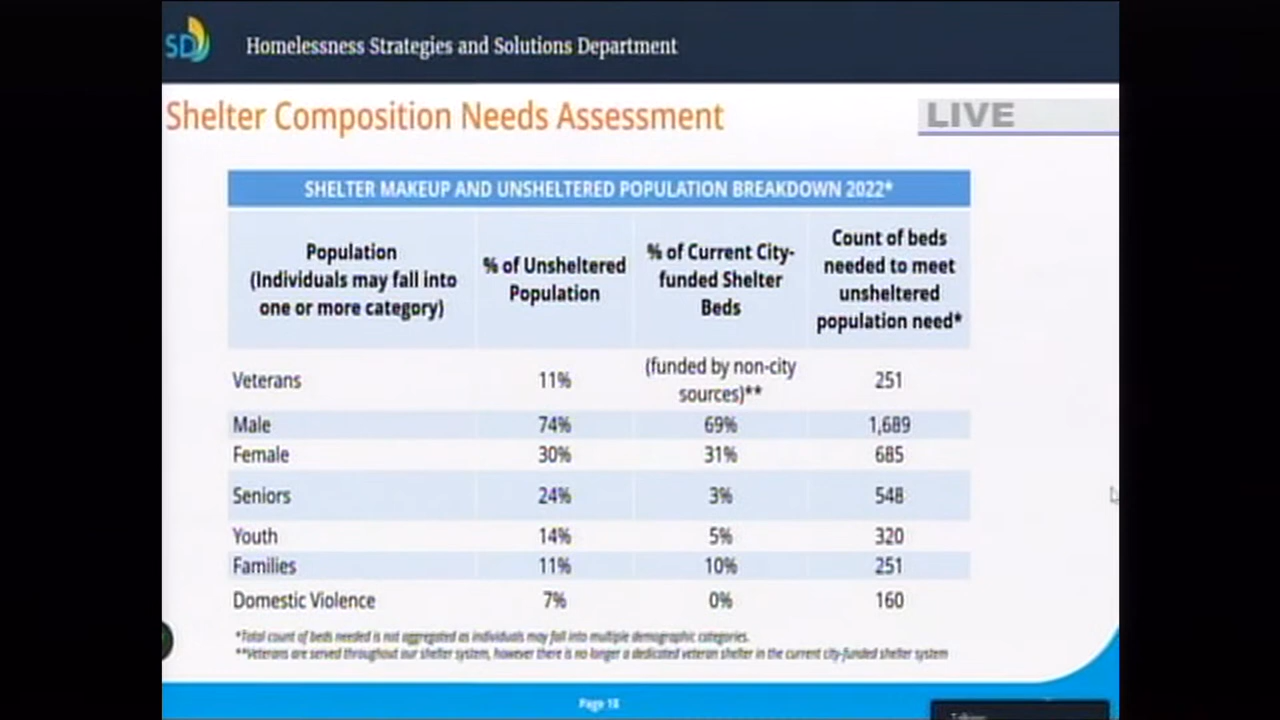 SD
Homelessness Strategies and Solutions Department
Shelter Composition Needs Assessment
LIVE
SHELTER MAKEUP AND UNSHELTERED POPULATION BREAKDOWN 2022*
Population
(Individuals may fall into
one or more category)
% of Unsheltered
Population
% of Current City-
funded Shelter
Beds
Count of beds
needed to meet
unsheltered
population need*
Veterans 11% (funded by non-city sources)** 251
Male 74% 69% 1,689
Female 30% 31% 685
Seniors 24% 3% 548
Youth 14% 5% 320
Families 11% 10% 251
Domestic Violence 7% 0% 160
*Total count of beds needed is not aggregated as individuals may fall into multiple demographic categories.
**Veterans are served throughout our shelter system, however there is no longer a dedicated veteran shelter in the current city-funded shelter system
Page 18